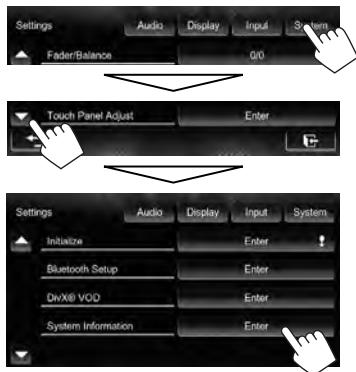 Settings Audio Display Input System
Fader/Balance 0/0
Touch Panel Adjust Enter
Settings Audio Display Input System
Initialize Enter !
Bluetooth Setup Enter
DivX® VOD Enter
System Information Enter